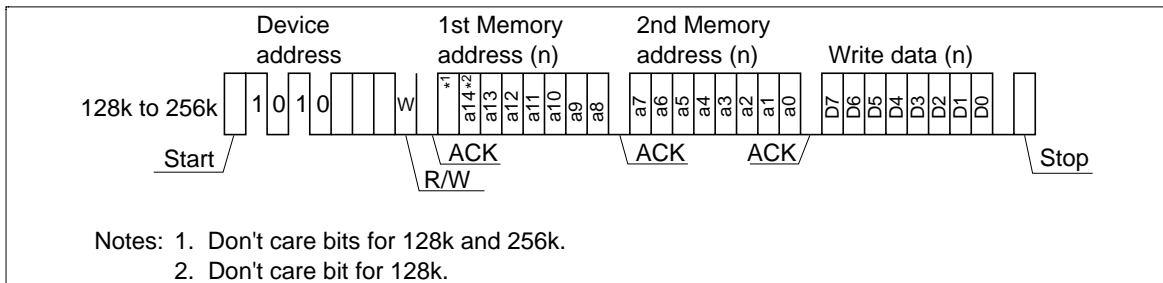 Device address
1st Memory address (n)
2nd Memory address (n)
Write data (n)
128k to 256k
1 0 1 0 W *1 a14*2 a13 a12 a11 a10 a9 a8 a7 a6 a5 a4 a3 a2 a1 a0 D7 D6 D5 D4 D3 D2 D1 D0
Start
ACK
R/W
ACK
ACK
Stop
Notes: 1. Don't care bits for 128k and 256k.
2. Don't care bit for 128k.